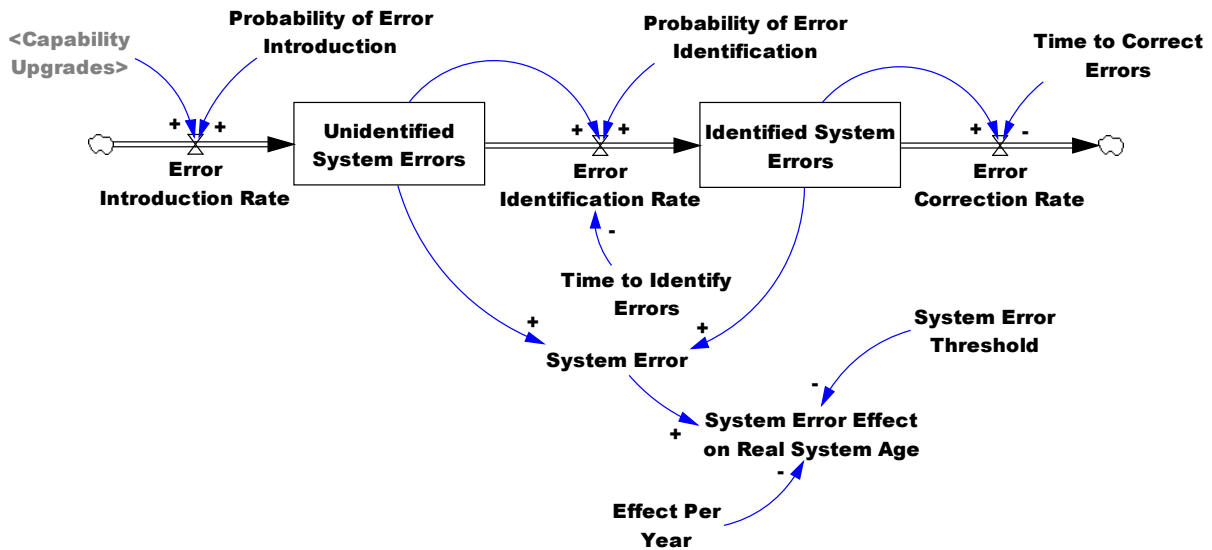 <Capability
Upgrades>
Probability of Error
Introduction
Probability of Error
Identification
Time to Correct
Errors
+
+
Unidentified
System Errors
+
+
Identified System
Errors
+
-
Error
Introduction Rate
Error
Identification Rate
Error
Correction Rate
-
Time to Identify
Errors
+
+
System Error
System Error
Threshold
-
+
System Error Effect
on Real System Age
-
Effect Per
Year